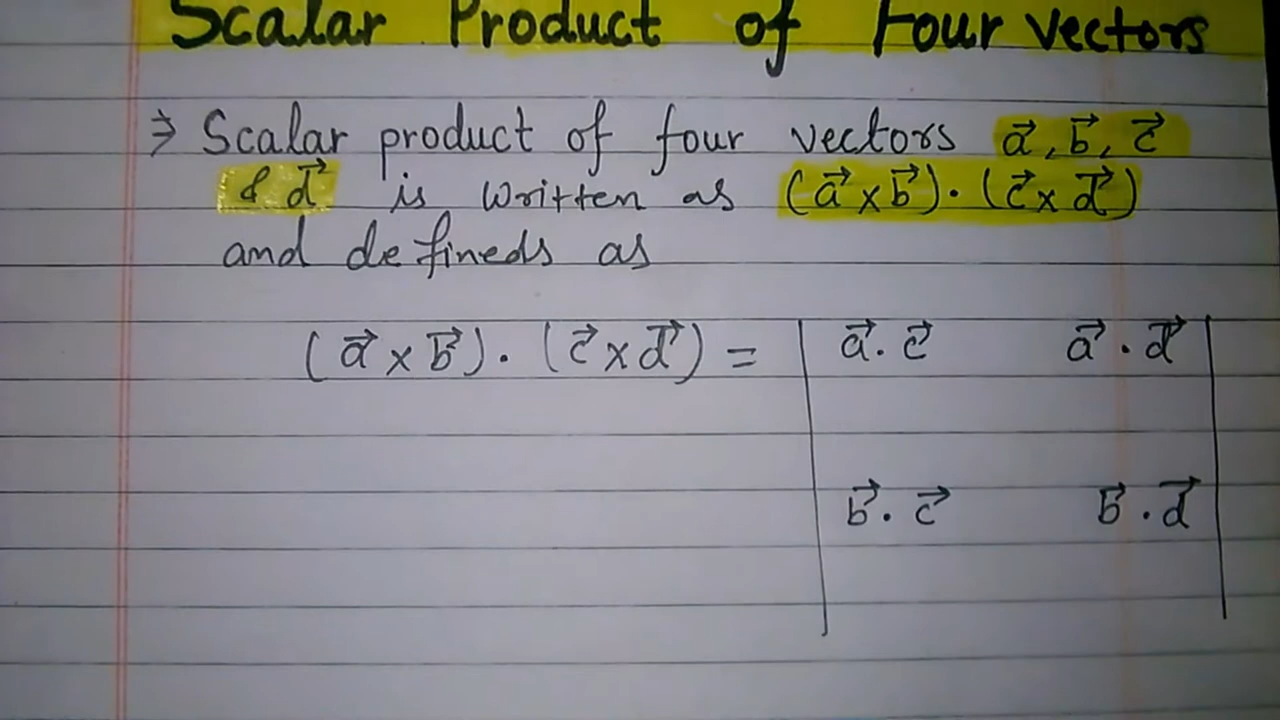 Scalar Product of Four Vectors
⇒ Scalar product of four vectors a⃗, b⃗, c⃗
& d⃗ is written as (a⃗ × b⃗) · (c⃗ × d⃗)
and defineds as
(a⃗ × b⃗) · (c⃗ × d⃗) = | a⃗ · c⃗ a⃗ · d⃗ |
b⃗ · c⃗ b⃗ · d⃗